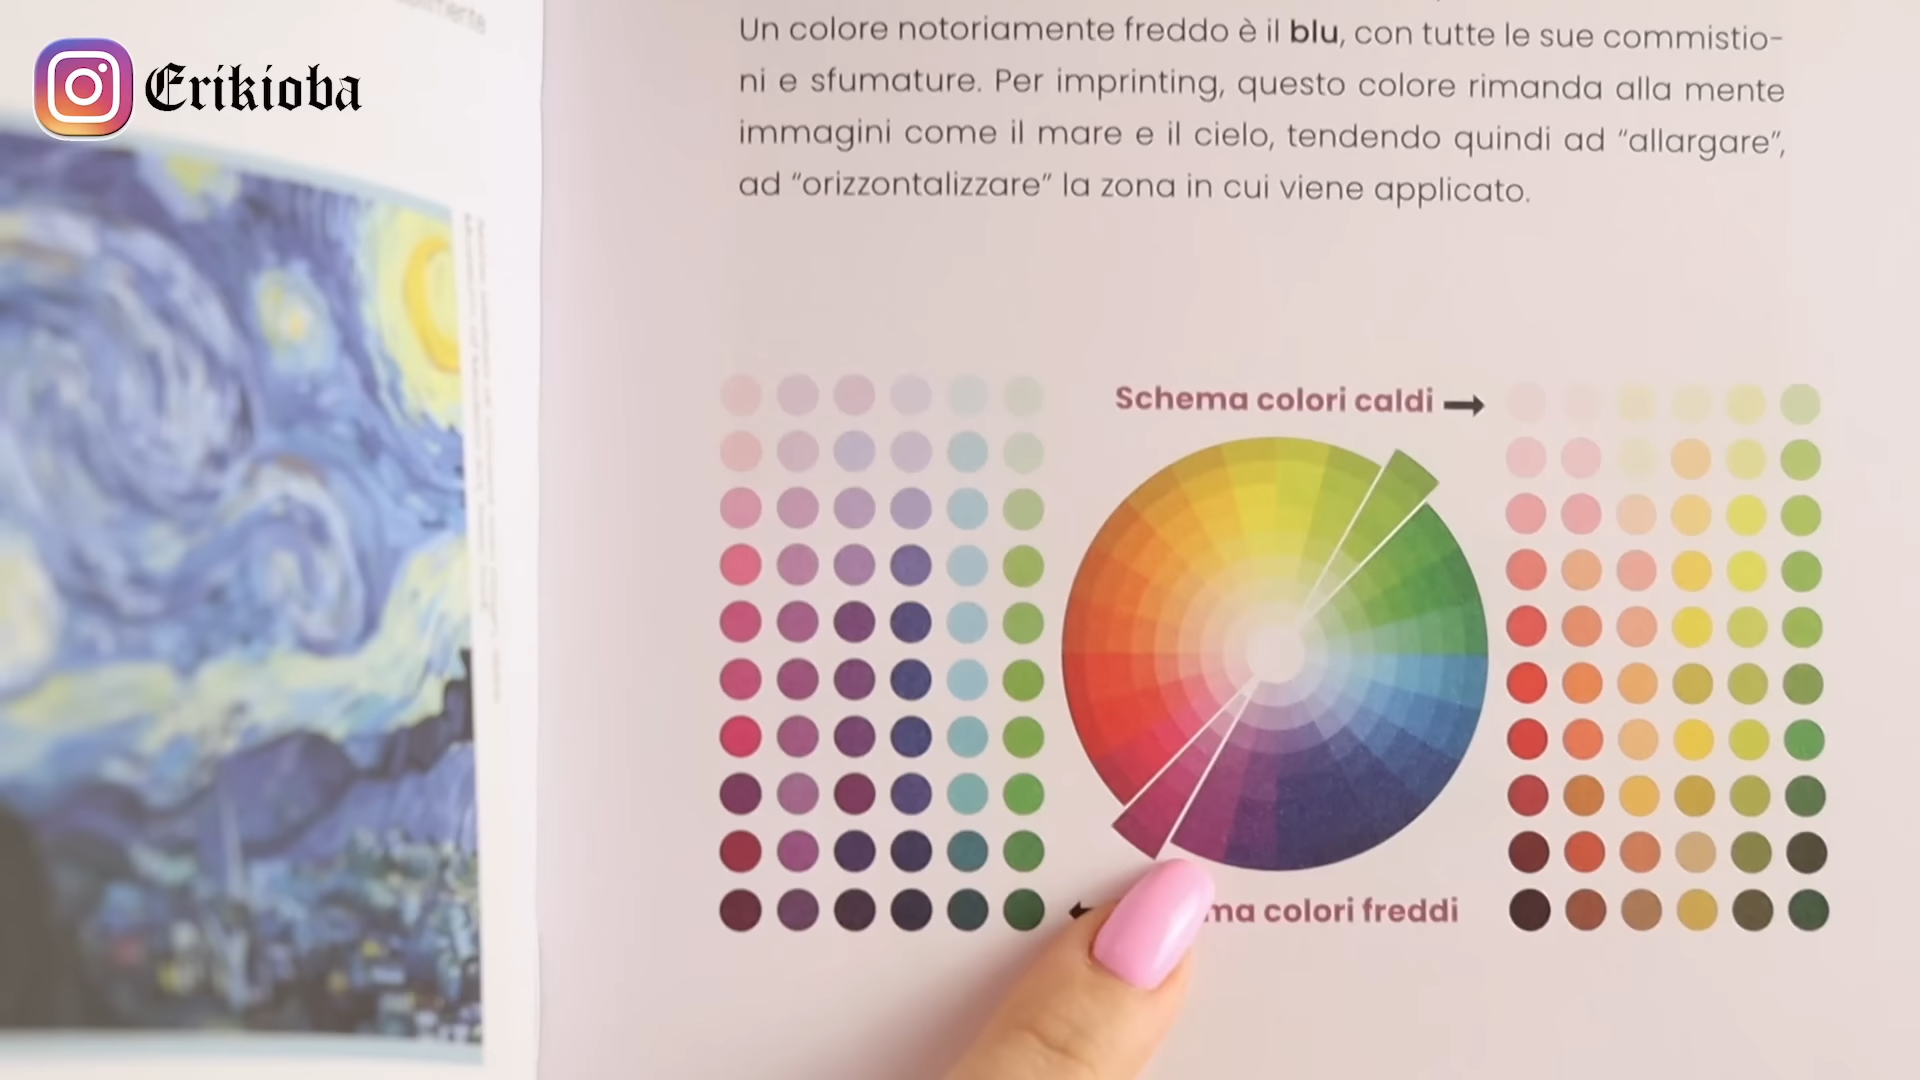 Erikioba
Un colore notoriamente freddo è il blu, con tutte le sue commistio-
ni e sfumature. Per imprinting, questo colore rimanda alla mente
immagini come il mare e il cielo, tendendo quindi ad “allargare”,
ad “orizzontalizzare” la zona in cui viene applicato.
Schema colori caldi
ma colori freddi